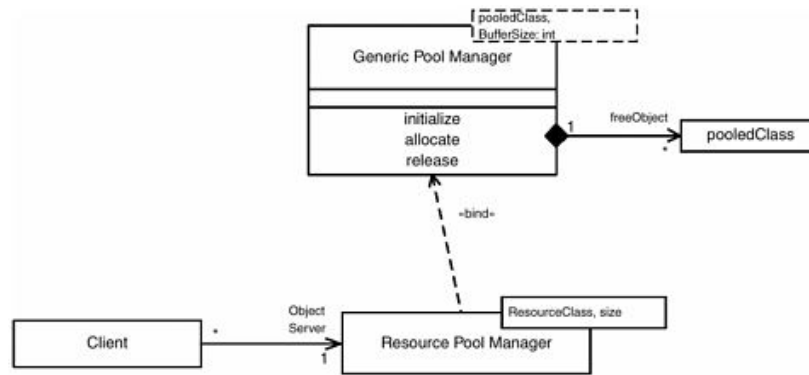 pooledClass,
BufferSize: int
Generic Pool Manager
initialize
allocate
release
1
freeObject
*
pooledClass
«bind»
Client
*
Object
Server
1
ResourceClass, size
Resource Pool Manager